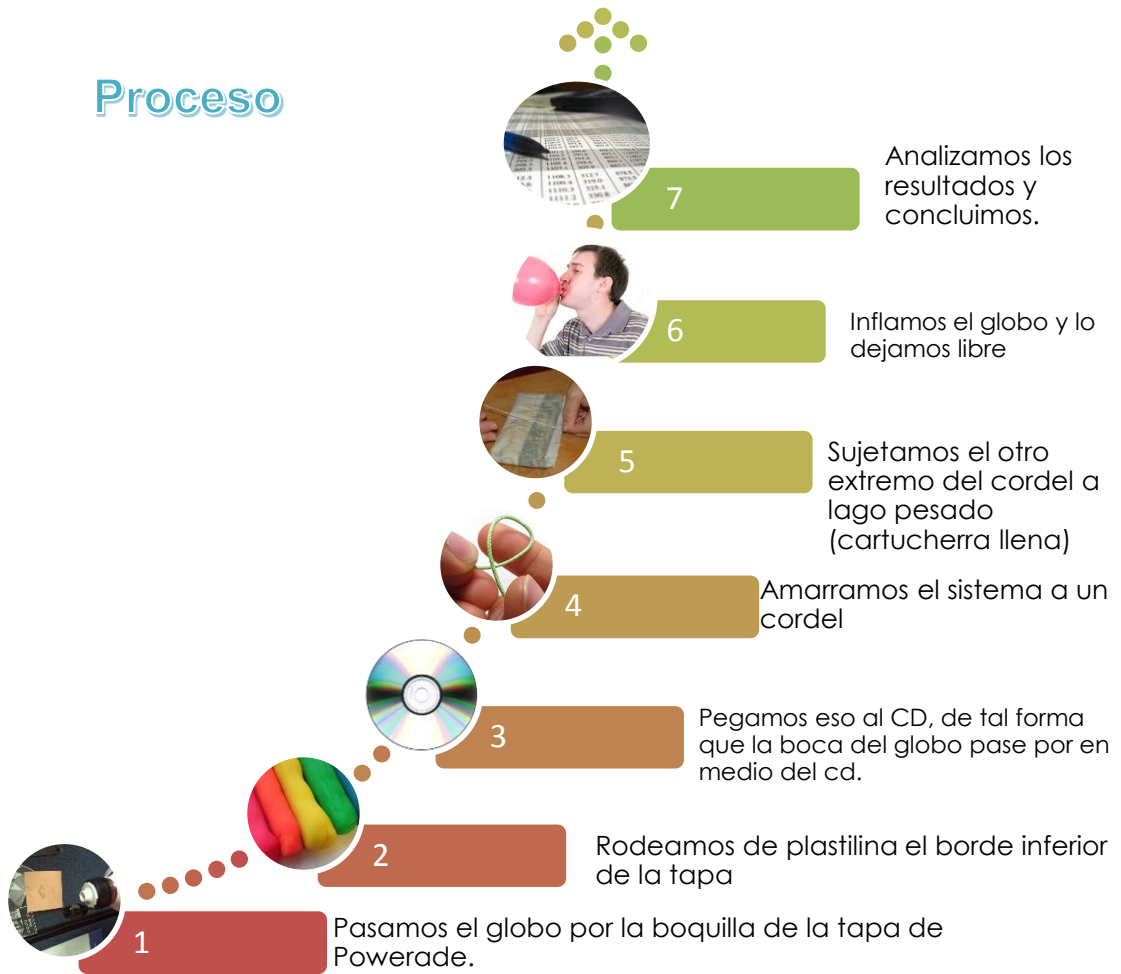 Proceso
7
Analizamos los
resultados y
concluimos.
6
Inflamos el globo y lo
dejamos libre
5
Sujetamos el otro
extremo del cordel a
lago pesado
(cartucherra llena)
4
Amarramos el sistema a un
cordel
3
Pegamos eso al CD, de tal forma
que la boca del globo pase por en
medio del cd.
2
Rodeamos de plastilina el borde inferior
de la tapa
1
Pasamos el globo por la boquilla de la tapa de
Powerade.